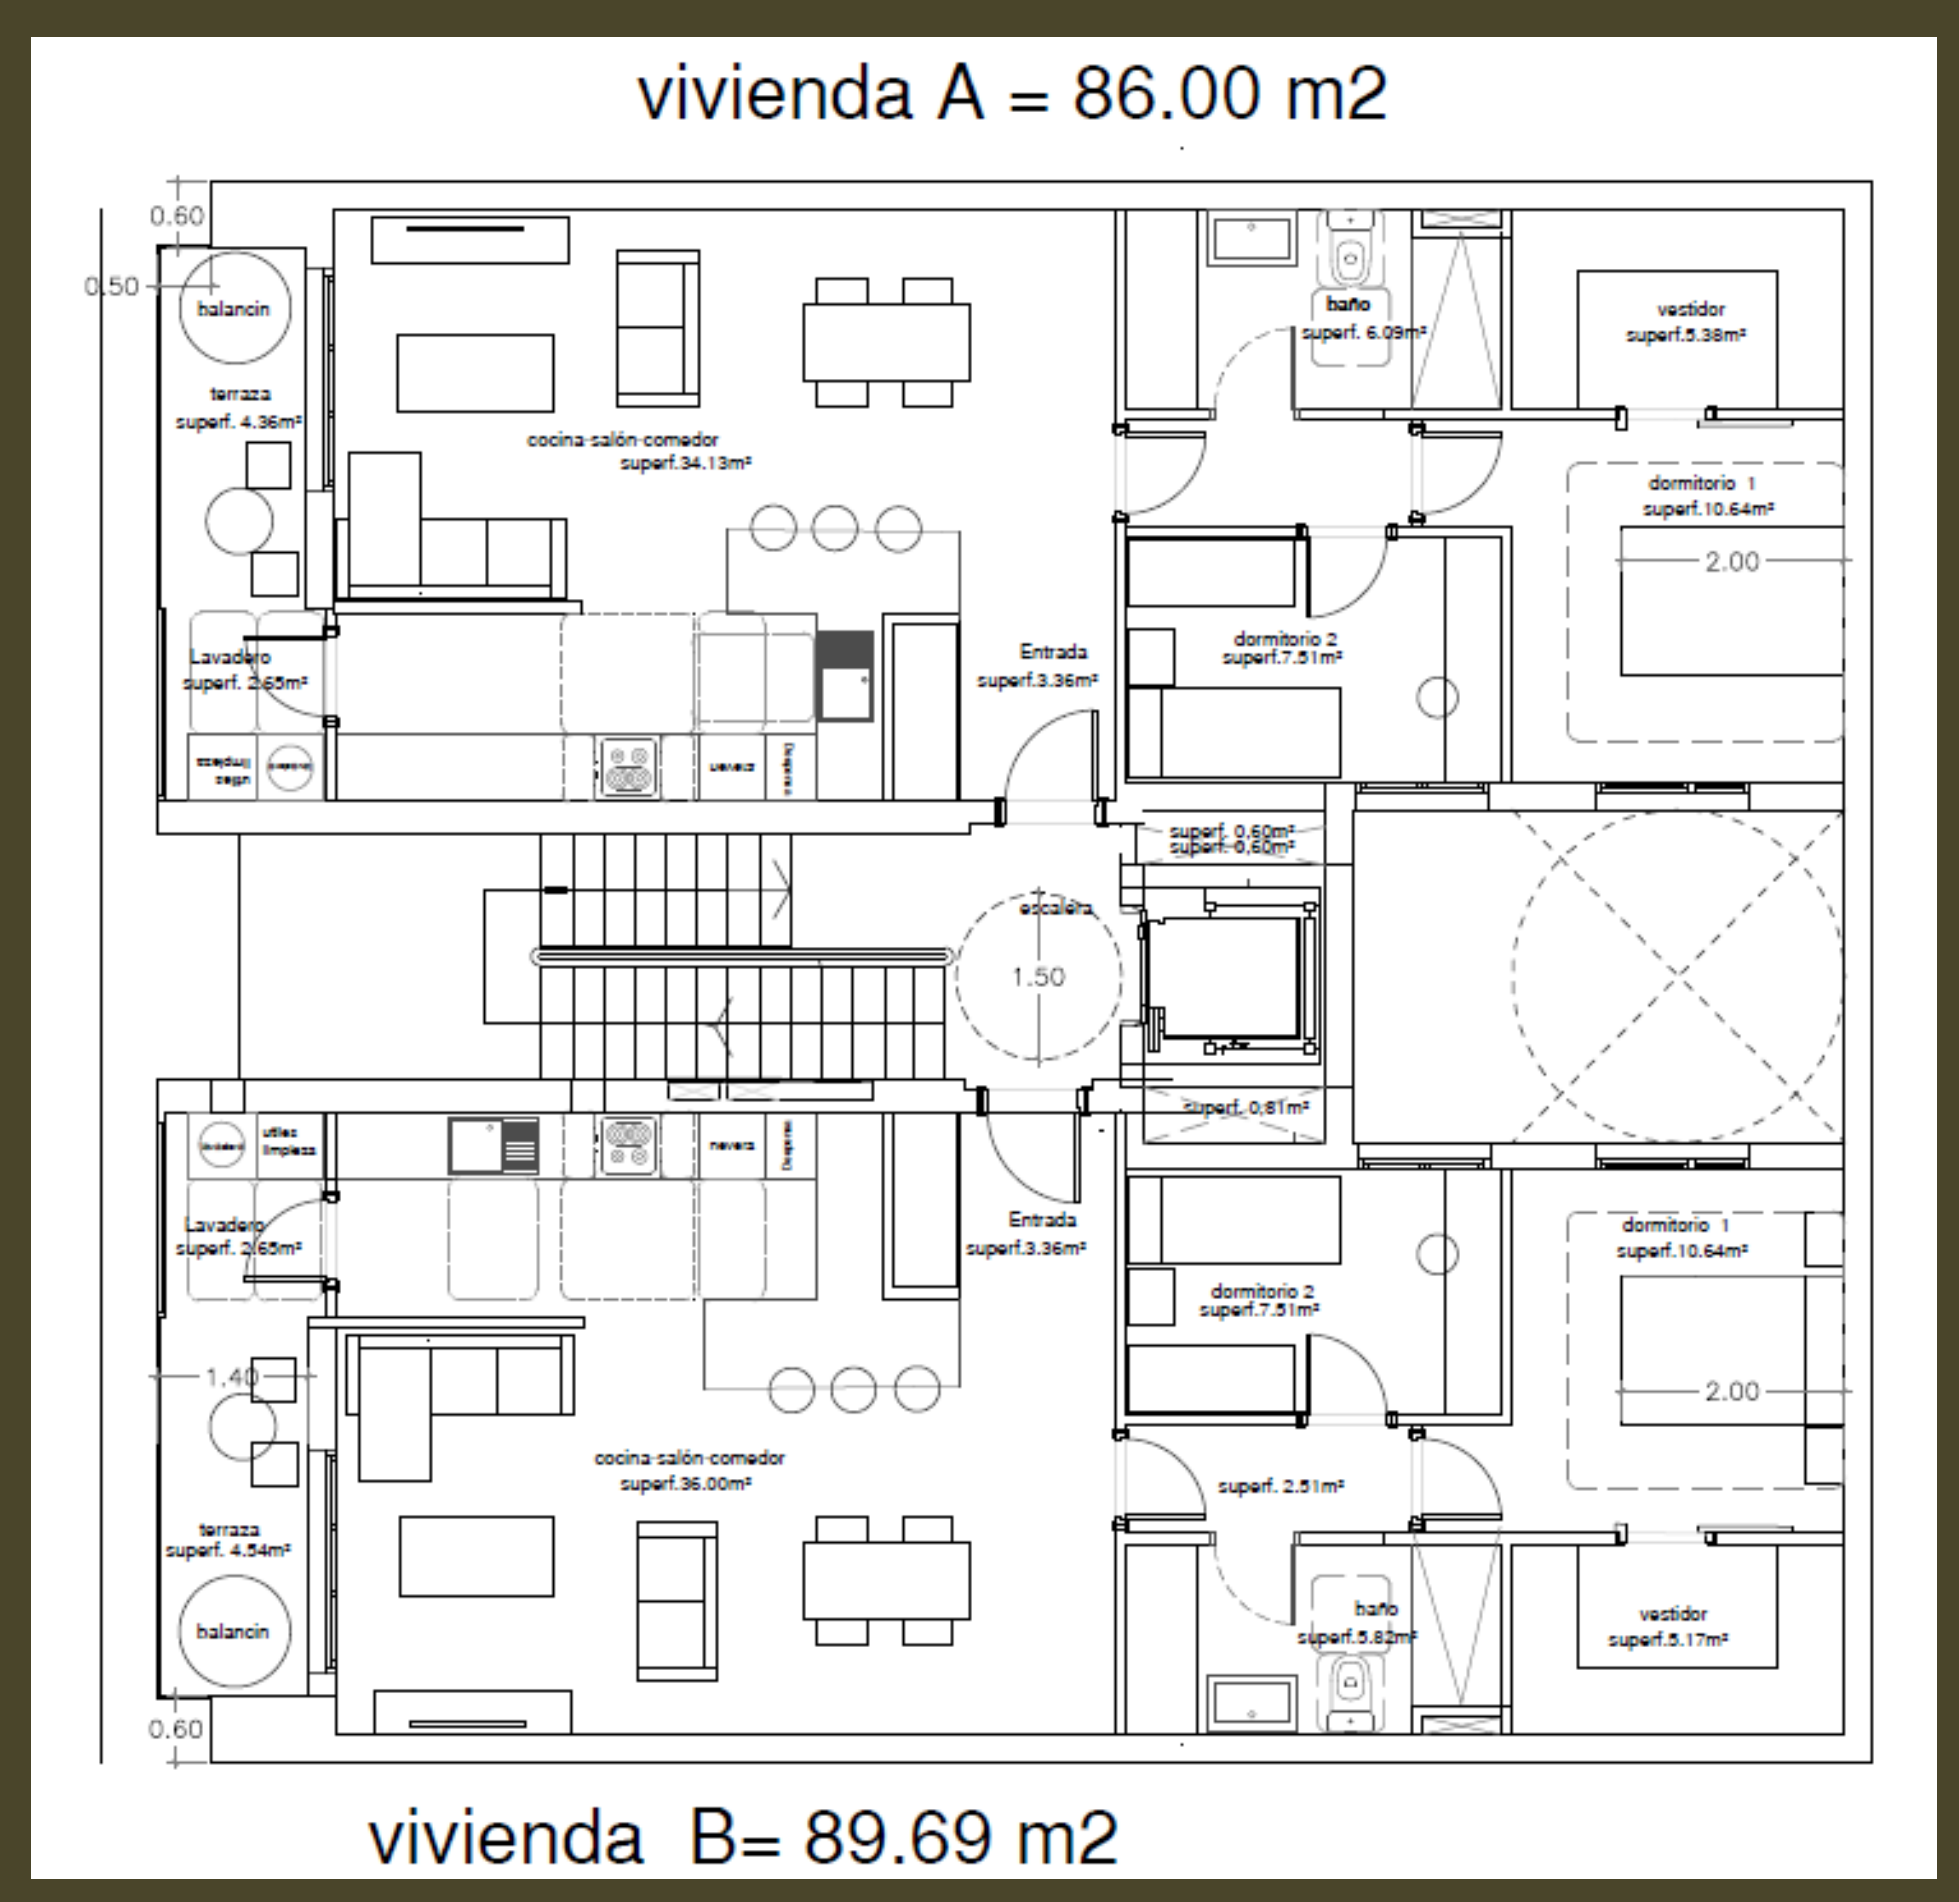 vivienda A = 86.00 m2
0.60
0.50
balancin
terraza
superf. 4.36m²
cocina-salón-comedor
superf.34.13m²
baño
superf. 6.09m²
vestidor
superf.5.38m²
dormitorio 1
superf.10.64m²
2.00
dormitorio 2
superf.7.51m²
Entrada
superf.3.36m²
Lavadero
superf. 2.65m²
utiles
limpieza
nevera
Despensa
superf. 0,60m²
superf. 0,60m²
escalera
1.50
superf. 0,81m²
utiles
limpieza
nevera
Despensa
Lavadero
superf. 2.65m²
Entrada
superf.3.36m²
dormitorio 2
superf.7.51m²
dormitorio 1
superf.10.64m²
1.40
2.00
cocina-salón-comedor
superf.36.00m²
superf. 2.51m²
terraza
superf. 4.54m²
balancin
baño
superf.5.82m²
vestidor
superf.5.17m²
0.60
vivienda B= 89.69 m2